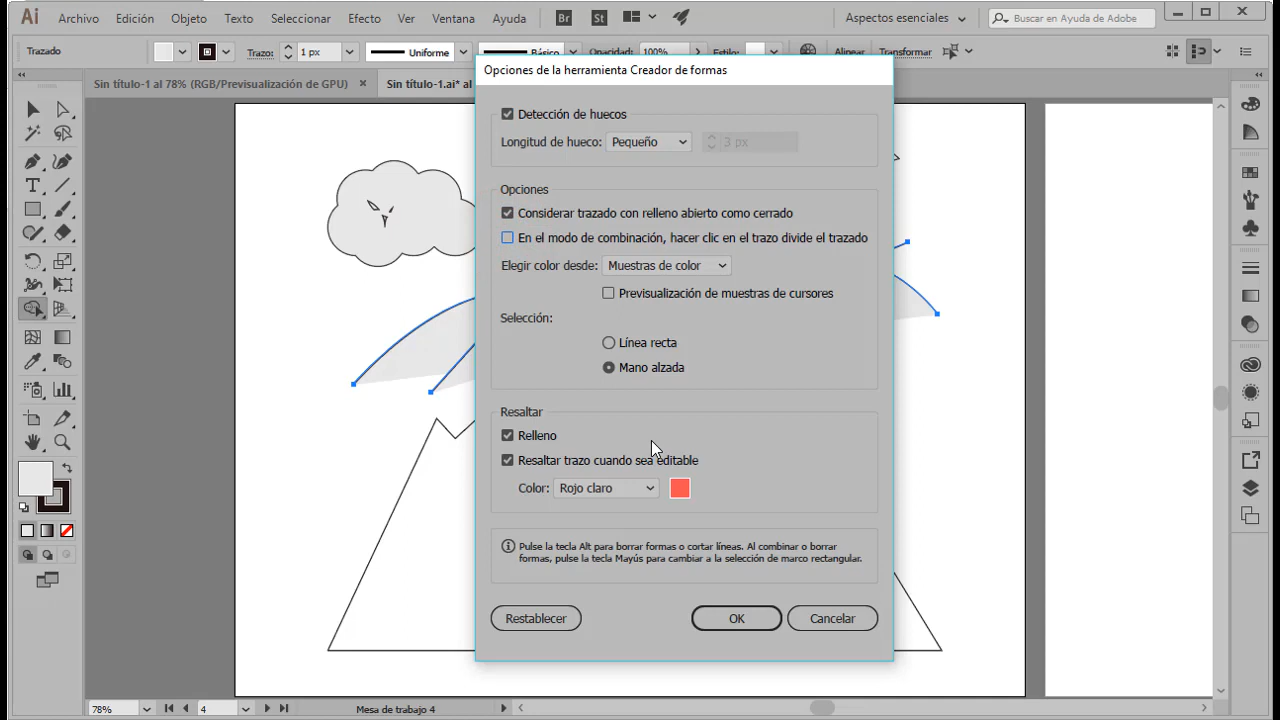 Ai Archivo Edición Objeto Texto Seleccionar Efecto Ver Ventana Ayuda Br St Aspectos esenciales Buscar en Ayuda de Adobe
Trazado Trazo: 1 px Uniforme Básico Opacidad: 100% Estilo: Alinear Transformar
Sin título-1 al 78% (RGB/Previsualización de GPU) × Sin título-1.ai* al
Opciones de la herramienta Creador de formas
Detección de huecos
Longitud de hueco: Pequeño 3 px
Opciones
Considerar trazado con relleno abierto como cerrado
En el modo de combinación, hacer clic en el trazo divide el trazado
Elegir color desde: Muestras de color
Previsualización de muestras de cursores
Selección:
Línea recta
Mano alzada
Resaltar
Relleno
Resaltar trazo cuando sea editable
Color: Rojo claro
Pulse la tecla Alt para borrar formas o cortar líneas. Al combinar o borrar
formas, pulse la tecla Mayús para cambiar a la selección de marco rectangular.
Restablecer OK Cancelar
78% 4 Mesa de trabajo 4